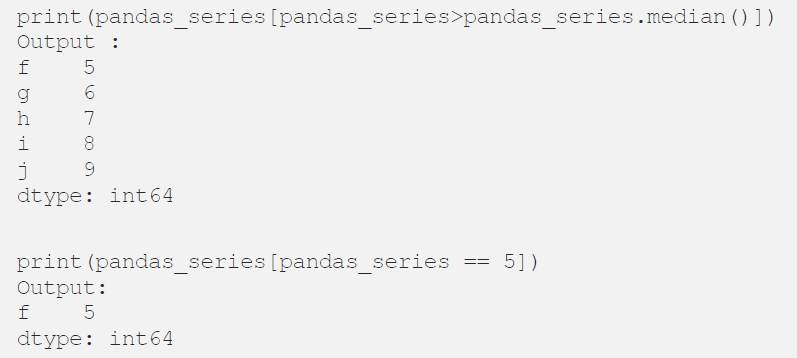 print(pandas_series[pandas_series>pandas_series.median()])
Output :
f    5
g    6
h    7
i    8
j    9
dtype: int64
print(pandas_series[pandas_series == 5])
Output:
f    5
dtype: int64